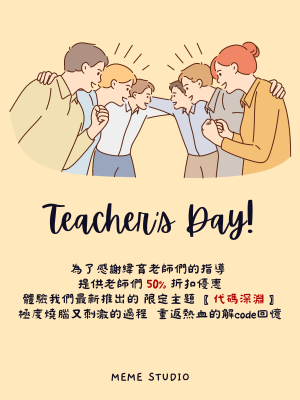 Teacher's Day!
為了感謝緯育老師們的指導
提供老師們 50% 折扣優惠
體驗我們最新推出的 限定主題 〖 代碼深淵 〗
極度燒腦又刺激的過程 重返熱血的解code回憶
MEME STUDIO